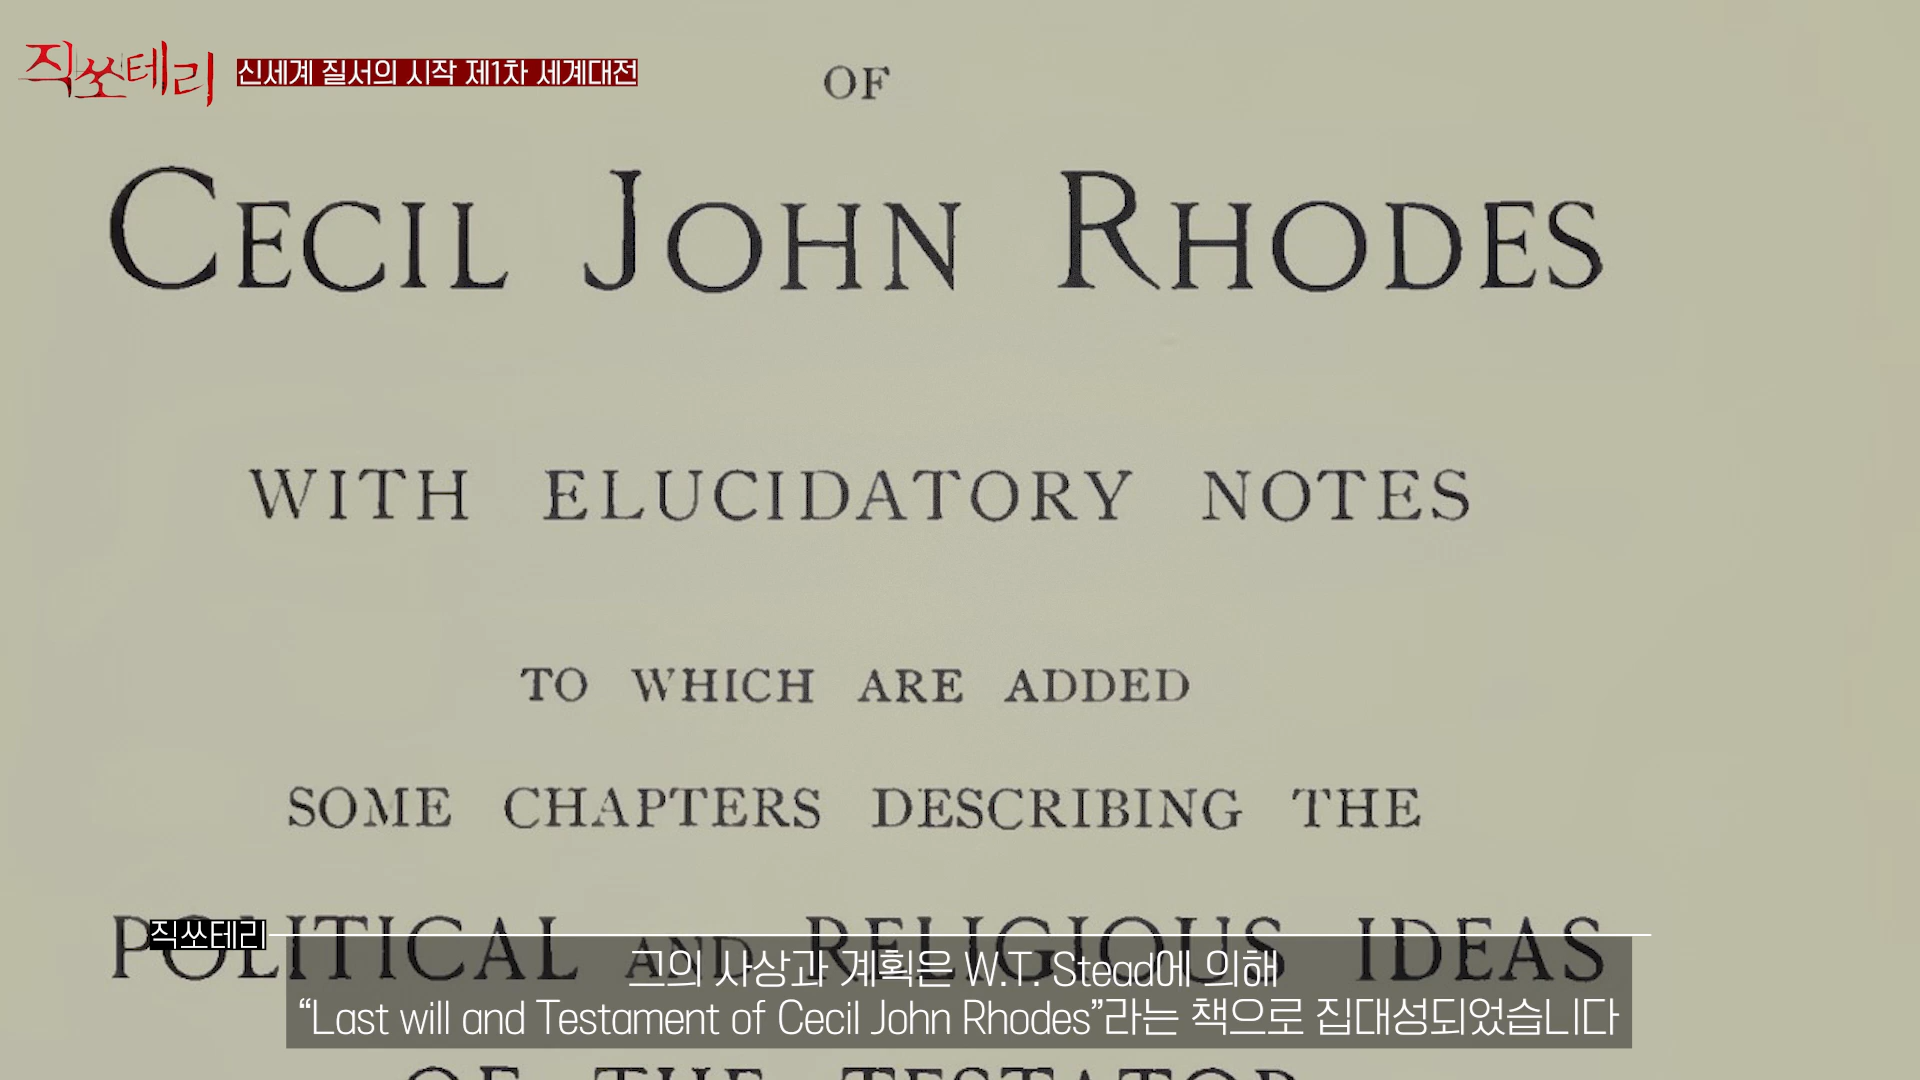 직쏘테리
신세계 질서의 시작 제1차 세계대전
OF
CECIL JOHN RHODES
WITH ELUCIDATORY NOTES
TO WHICH ARE ADDED
SOME CHAPTERS DESCRIBING THE
POLITICAL AND RELIGIOUS IDEAS
직쏘테리
그의 사상과 계획은 W.T. Stead에 의해
“Last will and Testament of Cecil John Rhodes”라는 책으로 집대성되었습니다
OF THE TESTATOR